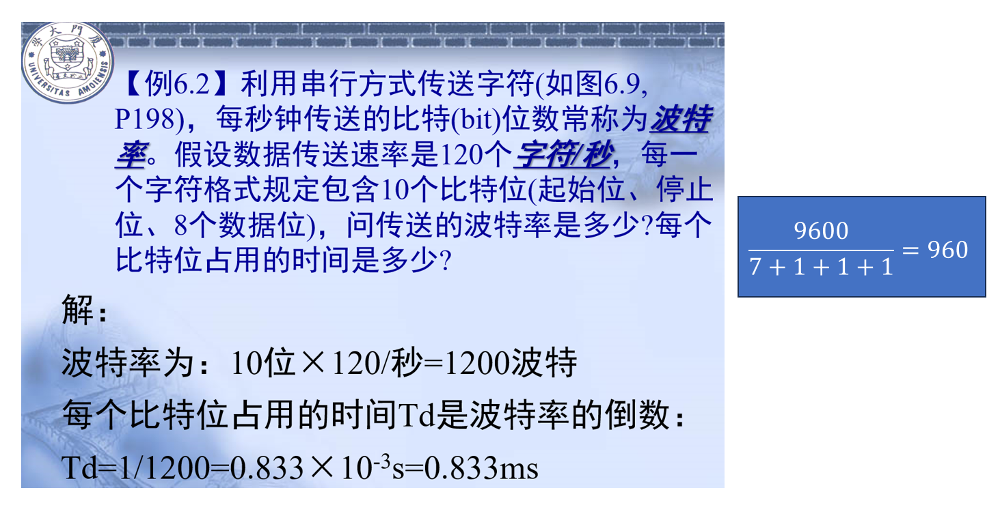 學大門廈
UNIVERSITAS AMOIENSIS
【例6.2】利用串行方式传送字符(如图6.9,
P198)，每秒钟传送的比特(bit)位数常称为波特
率。假设数据传送速率是120个字符/秒，每一
个字符格式规定包含10个比特位(起始位、停止
位、8个数据位)，问传送的波特率是多少?每个
比特位占用的时间是多少?
解：
波特率为：10位×120/秒=1200波特
每个比特位占用的时间Td是波特率的倒数：
Td=1/1200=0.833×10⁻³s=0.833ms
9600
7 + 1 + 1 + 1
= 960